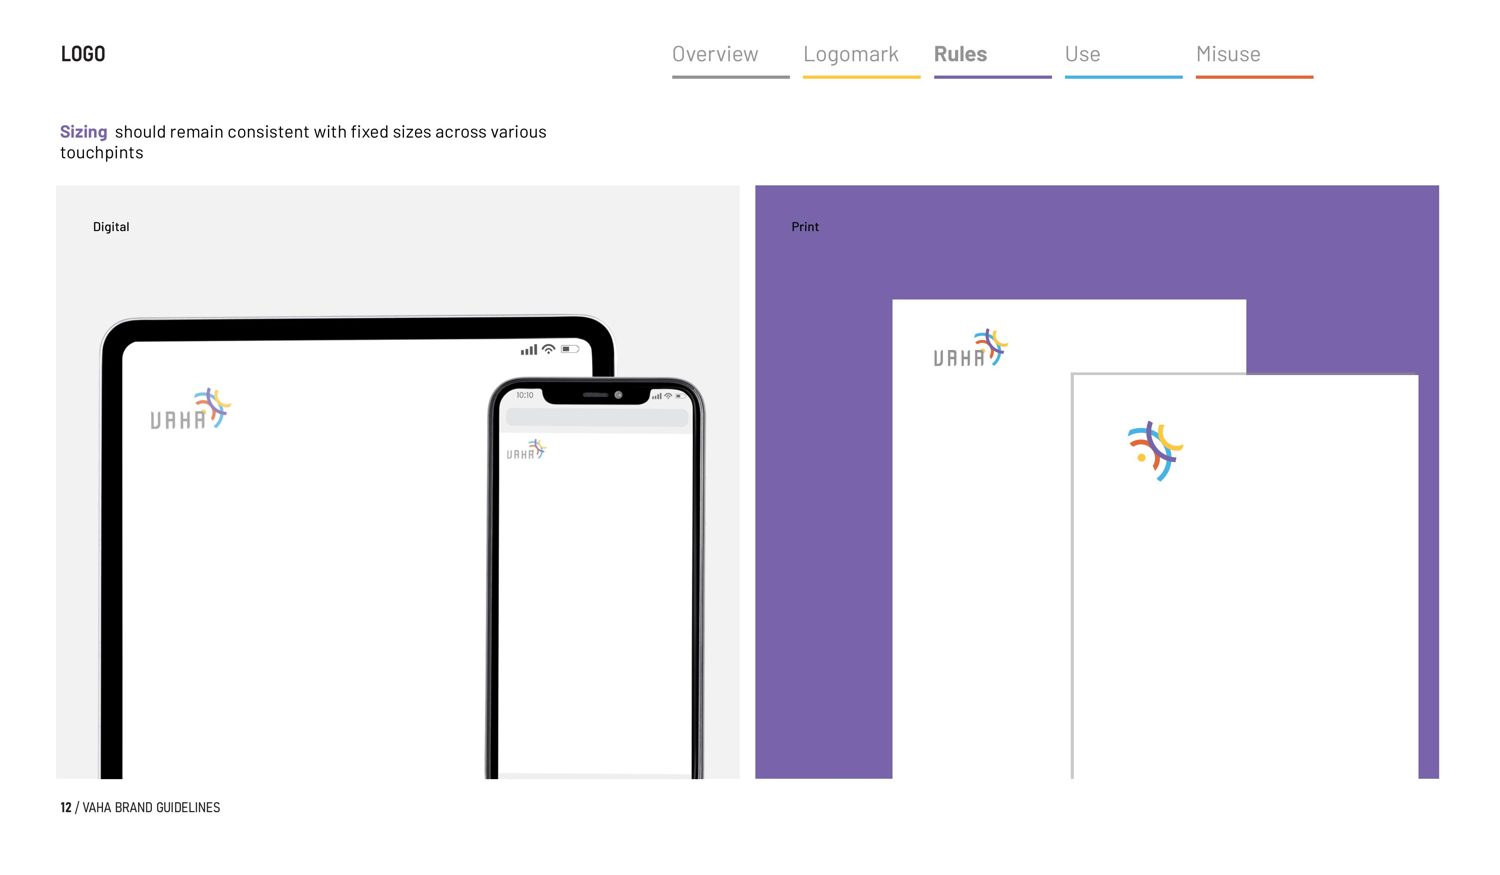 LOGO
Overview Logomark Rules Use Misuse
Sizing should remain consistent with fixed sizes across various
touchpints
Digital
Print
VAHA
10:10
VAHA
VAHA
12 / VAHA BRAND GUIDELINES